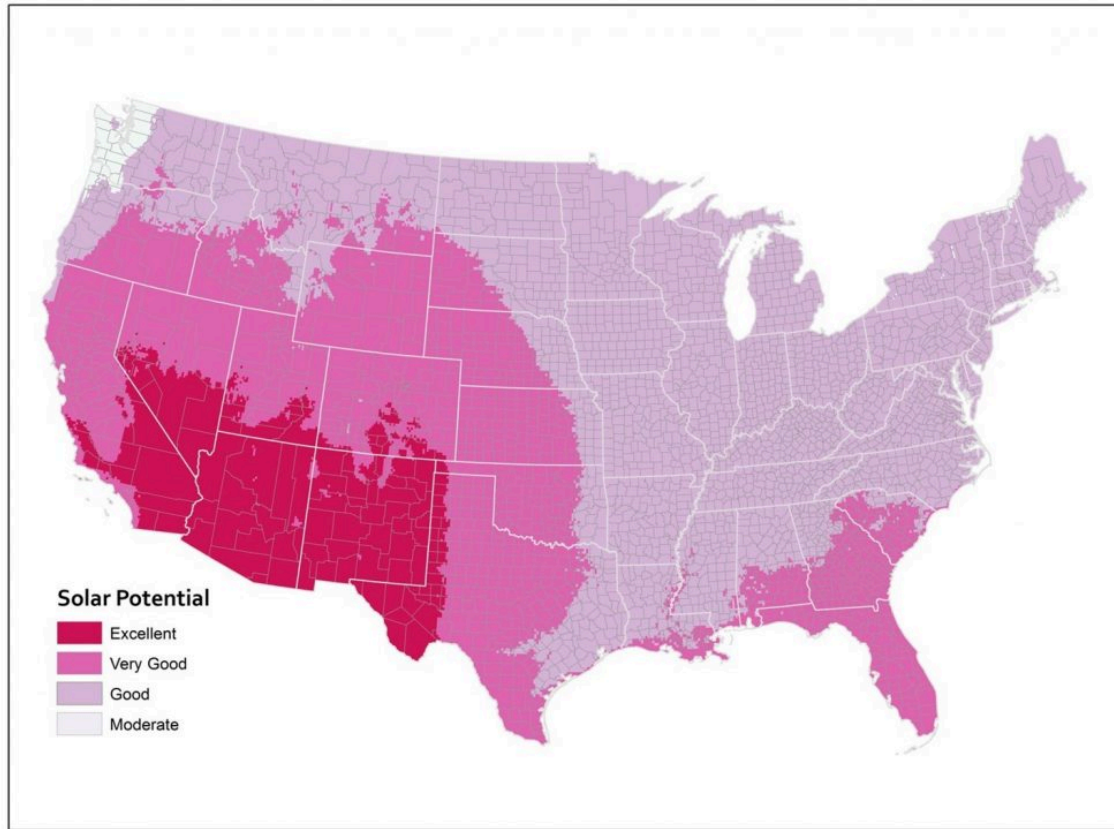 Solar Potential
Excellent
Very Good
Good
Moderate